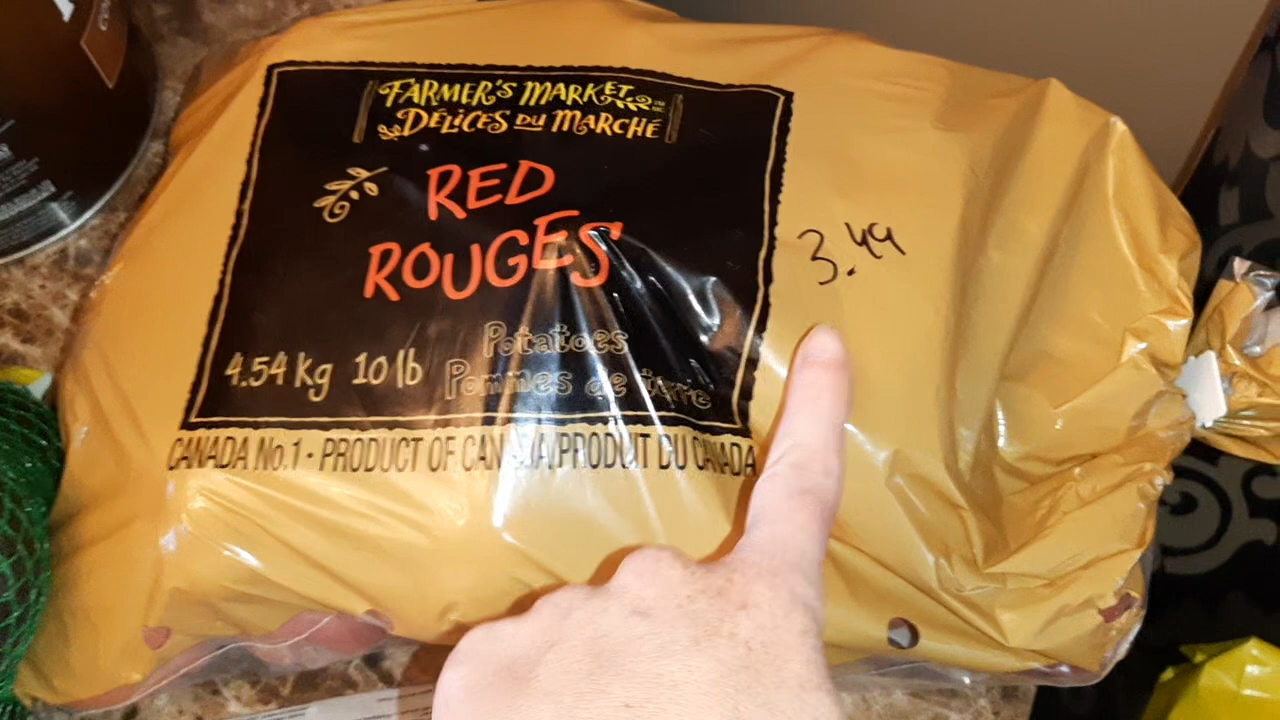 FARMER'S MARKET
DÉLICES DU MARCHÉ
RED
ROUGES
3.49
Potatoes
4.54 kg 10 lb Pommes de terre
CANADA No.1 - PRODUCT OF CANADA/PRODUIT DU CANADA